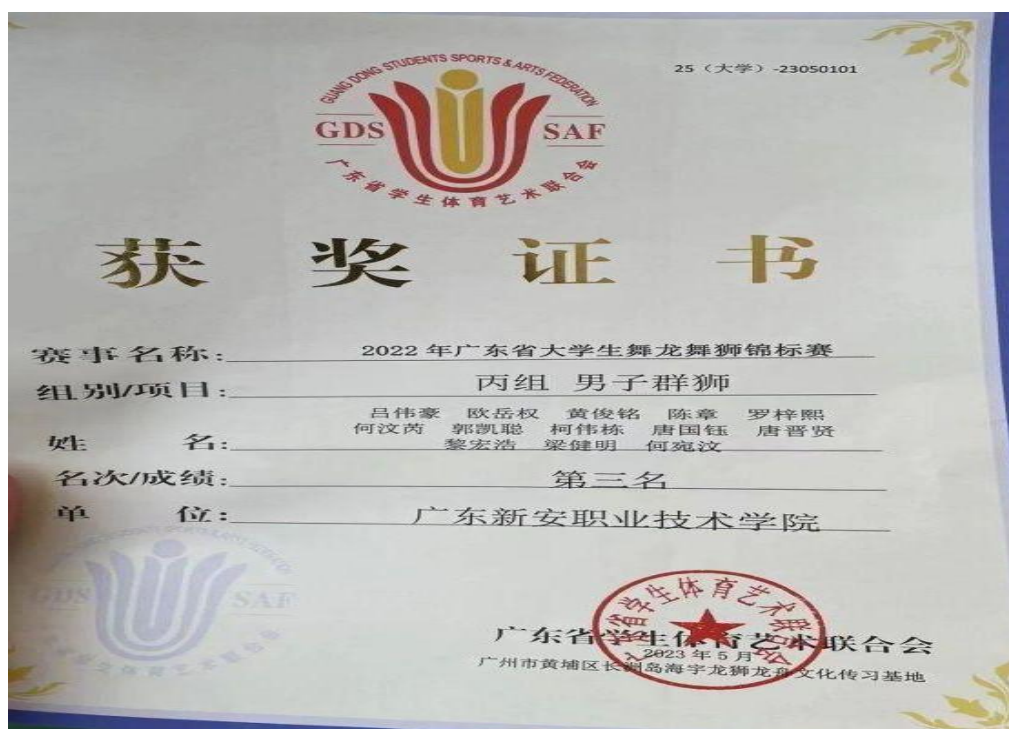 25（大学）-23050101
GUANG DONG STUDENTS SPORTS & ARTS FEDERATION
GDS SAF
广东省学生体育艺术联合会
获奖证书
赛事名称：2022年广东省大学生舞龙舞狮锦标赛
组别/项目：丙组 男子群狮
吕伟豪 欧岳权 黄俊铭 陈章 罗梓熙
何汶芮 郭凯聪 柯伟栋 唐国钰 唐晋贤
姓名：黎宏浩 梁健明 何宛汶
名次/成绩：第三名
单位：广东新安职业技术学院
GDS SAF
广东省学生体育艺术联合会
2023年5月
广州市黄埔区长洲岛海宇龙狮龙舟文化传习基地